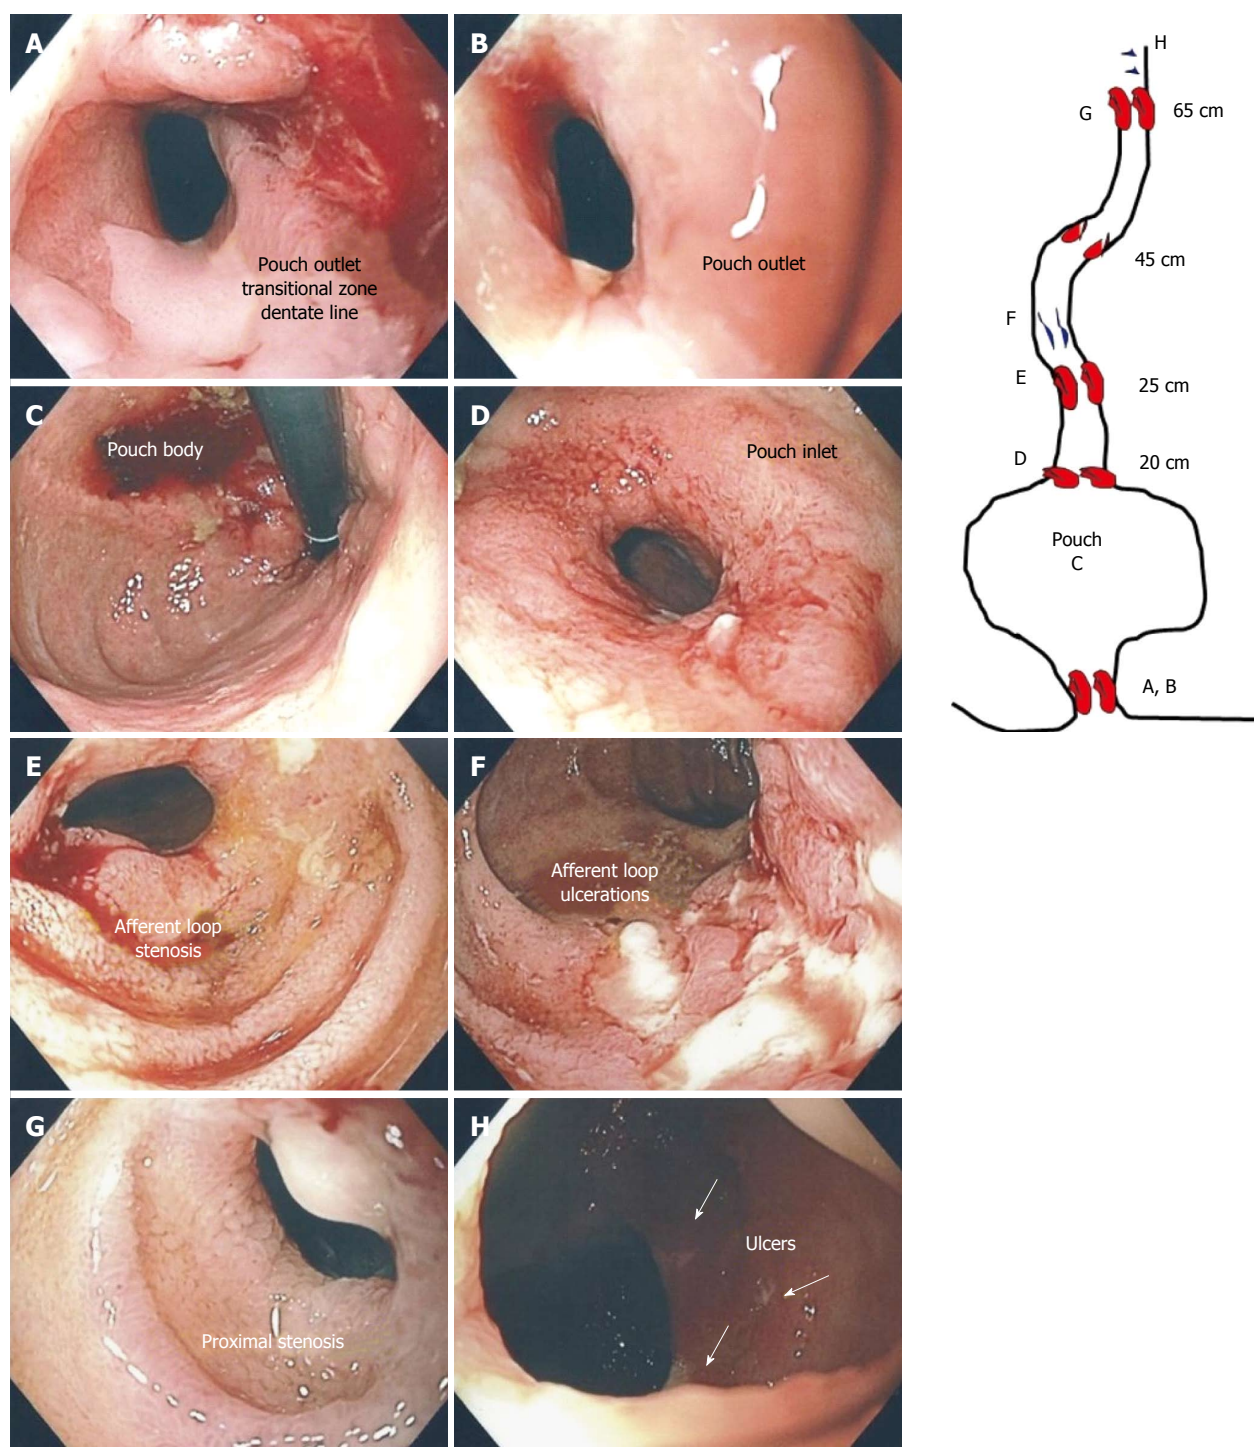 A
Pouch outlet
transitional zone
dentate line
B
Pouch outlet
C
Pouch body
D
Pouch inlet
E
Afferent loop
stenosis
F
Afferent loop
ulcerations
G
Proximal stenosis
H
Ulcers
H
G
65 cm
45 cm
F
E
25 cm
D
20 cm
Pouch
C
A, B